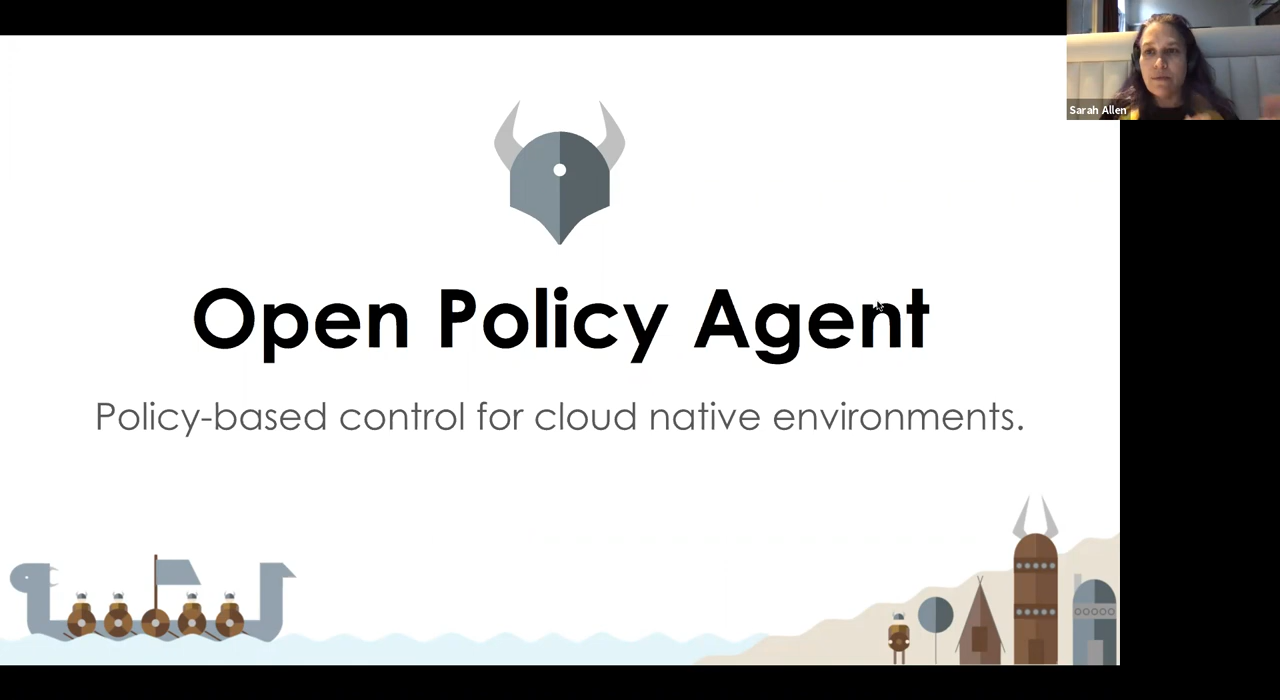 Sarah Allen
Open Policy Agent
Policy-based control for cloud native environments.